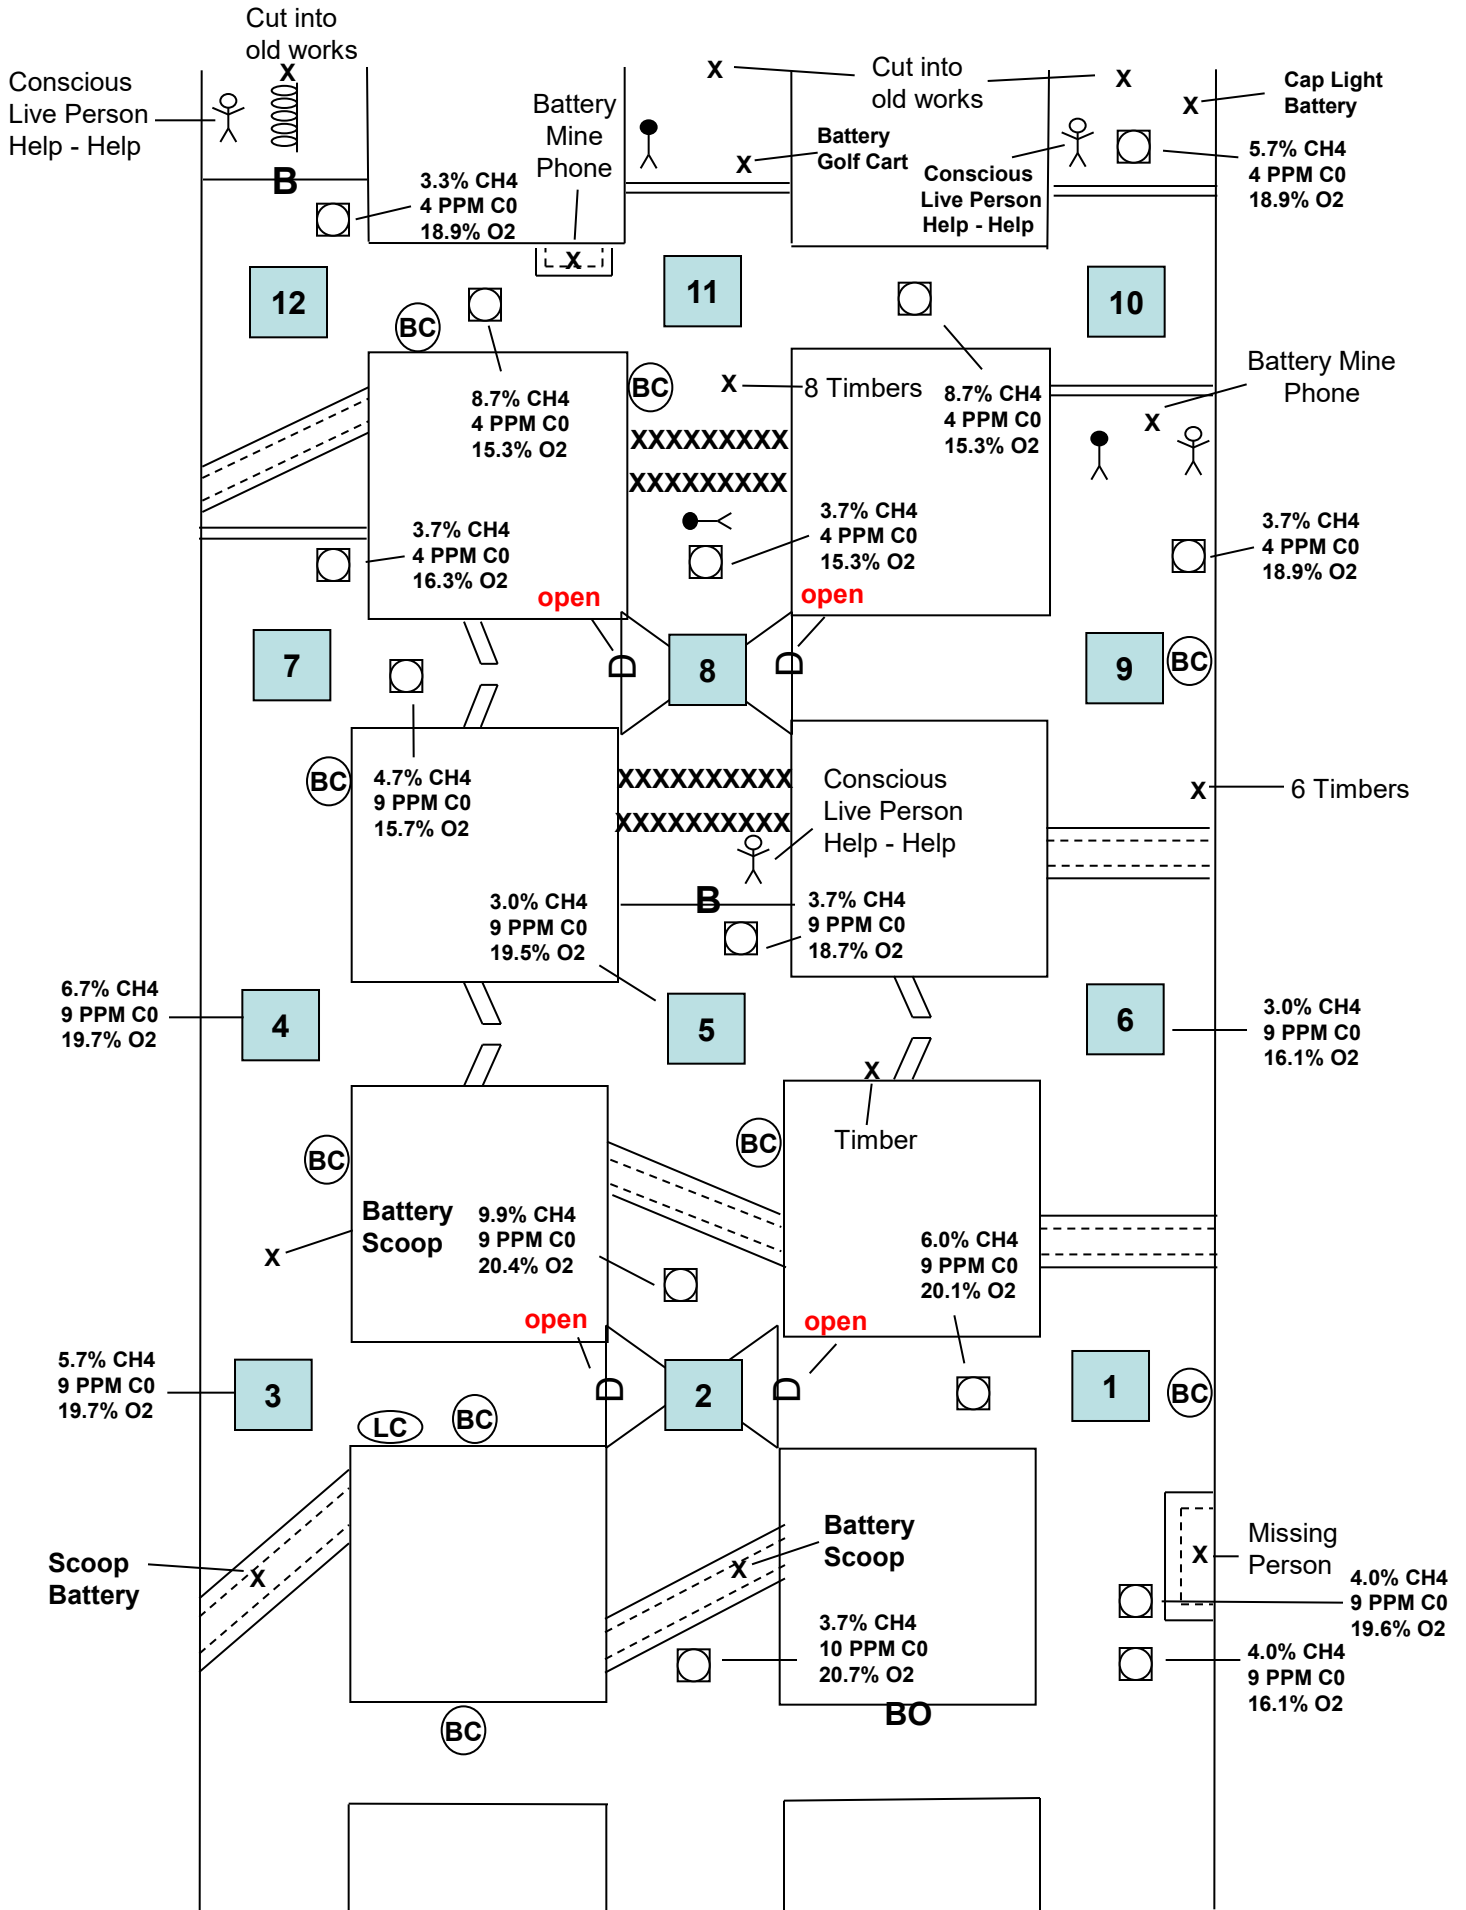 Cut into
old works
X
Conscious
Live Person
Help - Help
B
3.3% CH4
4 PPM C0
18.9% O2
Battery
Mine
Phone
X
X
Cut into
old works
X
Battery
Golf Cart
X
Conscious
Live Person
Help - Help
X
Cap Light
Battery
5.7% CH4
4 PPM C0
18.9% O2
12
11
10
BC
8.7% CH4
4 PPM C0
15.3% O2
BC
X
8 Timbers
8.7% CH4
4 PPM C0
15.3% O2
Battery Mine
Phone
X
XXXXXXXXX
XXXXXXXXX
3.7% CH4
4 PPM C0
16.3% O2
3.7% CH4
4 PPM C0
15.3% O2
3.7% CH4
4 PPM C0
18.9% O2
open
open
7
D
8
D
9
BC
BC
4.7% CH4
9 PPM C0
15.7% O2
XXXXXXXXXX
XXXXXXXXXX
Conscious
Live Person
Help - Help
X
6 Timbers
3.0% CH4
9 PPM C0
19.5% O2
B
3.7% CH4
9 PPM C0
18.7% O2
6.7% CH4
9 PPM C0
19.7% O2
4
5
6
3.0% CH4
9 PPM C0
16.1% O2
X
Timber
BC
BC
Battery
Scoop
X
9.9% CH4
9 PPM C0
20.4% O2
6.0% CH4
9 PPM C0
20.1% O2
open
open
5.7% CH4
9 PPM C0
19.7% O2
3
D
2
D
1
BC
LC
BC
Scoop
Battery
X
Battery
Scoop
X
Missing
Person
X
4.0% CH4
9 PPM C0
19.6% O2
3.7% CH4
10 PPM C0
20.7% O2
4.0% CH4
9 PPM C0
16.1% O2
BC
BO